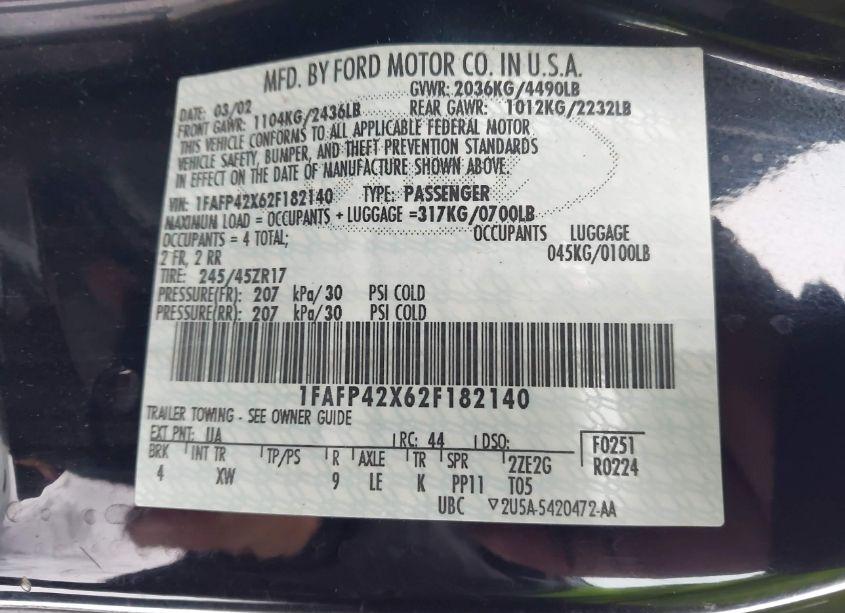 MFD. BY FORD MOTOR CO. IN U.S.A.
DATE: 03/02 GVWR: 2036KG/4490LB
FRONT GAWR: 1104KG/2436LB REAR GAWR: 1012KG/2232LB
THIS VEHICLE CONFORMS TO ALL APPLICABLE FEDERAL MOTOR
VEHICLE SAFETY, BUMPER, AND THEFT PREVENTION STANDARDS
IN EFFECT ON THE DATE OF MANUFACTURE SHOWN ABOVE.
VIN: 1FAFP42X62F182140 TYPE: PASSENGER
MAXIMUM LOAD = OCCUPANTS + LUGGAGE =317KG/0700LB
OCCUPANTS = 4 TOTAL; OCCUPANTS LUGGAGE
2 FR, 2 RR 045KG/0100LB
TIRE: 245/45ZR17
PRESSURE(FR): 207 kPa/30 PSI COLD
PRESSURE(RR): 207 kPa/30 PSI COLD
1FAFP42X62F182140
TRAILER TOWING - SEE OWNER GUIDE
EXT PNT: UA RC: 44 DSO: F0251
BRK INT TR TP/PS R AXLE TR SPR 2ZE2G R0224
4 XW 9 LE K PP11 T05
UBC ▽2U5A-5420472-AA